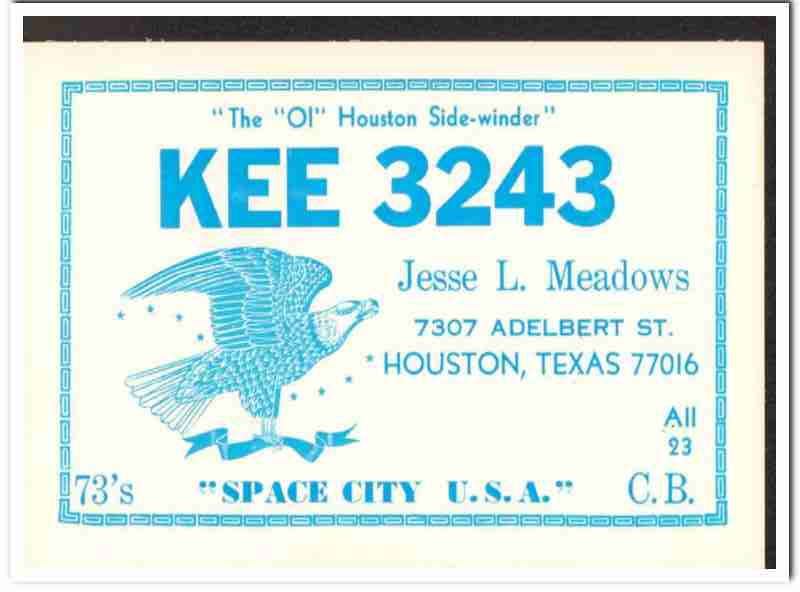 "The "Ol" Houston Side-winder"
KEE 3243
Jesse L. Meadows
7307 ADELBERT ST.
HOUSTON, TEXAS 77016
All
23
73's "SPACE CITY U.S.A." C.B.